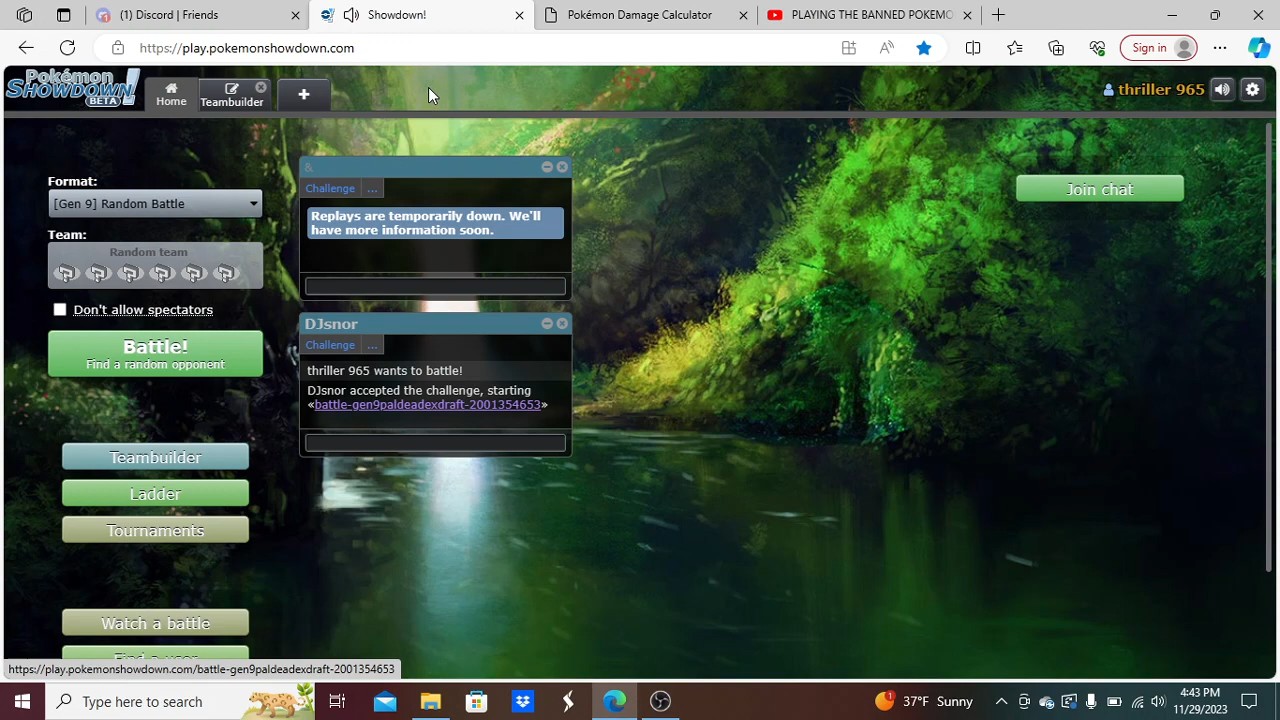 (1) Discord | Friends
Showdown!
Pokémon Damage Calculator
PLAYING THE BANNED POKEMO
https://play.pokemonshowdown.com
Sign in
Pokémon
SHOWDOWN!
BETA
Home
Teambuilder
+
thriller 965
Format:
[Gen 9] Random Battle
Team:
Random team
Don't allow spectators
Battle!
Find a random opponent
Teambuilder
Ladder
Tournaments
Watch a battle
Find a user
&
Challenge ...
Replays are temporarily down. We'll
have more information soon.
DJsnor
Challenge ...
thriller 965 wants to battle!
DJsnor accepted the challenge, starting
«battle-gen9paldeadexdraft-2001354653»
Join chat
https://play.pokemonshowdown.com/battle-gen9paldeadexdraft-2001354653
Type here to search
1
37°F Sunny
4:43 PM
11/29/2023